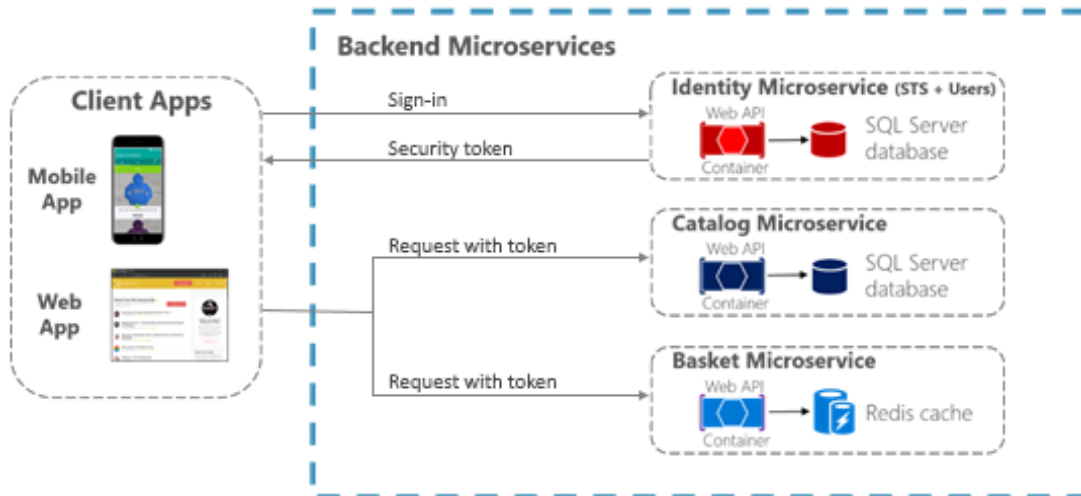 Backend Microservices
Client Apps
Mobile
App
Web
App
Sign-in
Security token
Request with token
Request with token
Identity Microservice (STS + Users)
Web API
Container
SQL Server
database
Catalog Microservice
Web API
Container
SQL Server
database
Basket Microservice
Web API
Container
Redis cache